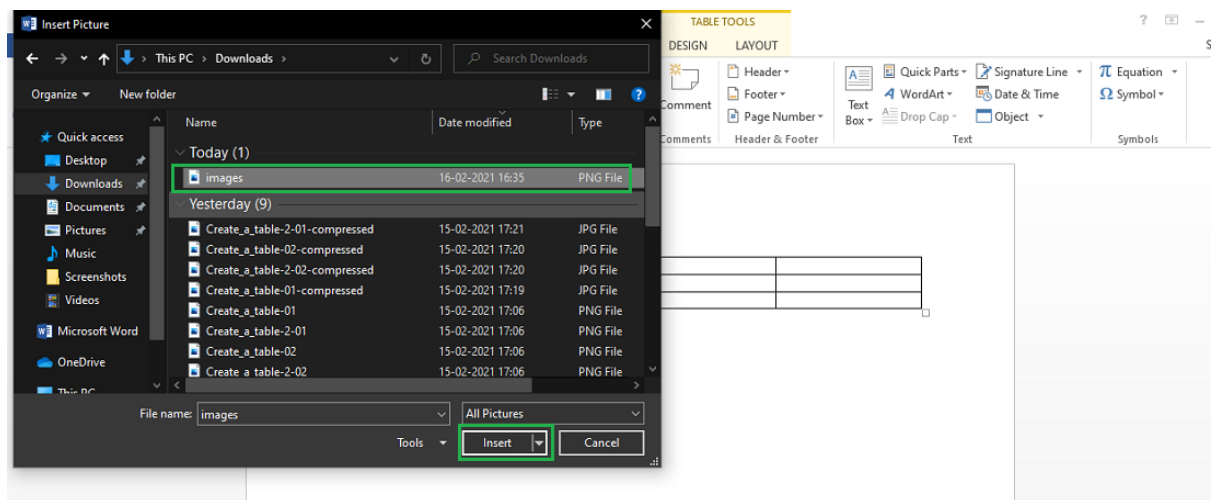 Insert Picture
This PC > Downloads >
Search Downloads
Organize
New folder
Name
Date modified
Type
Quick access
Desktop
Downloads
Documents
Pictures
Music
Screenshots
Videos
Microsoft Word
OneDrive
This PC
Today (1)
images 16-02-2021 16:35 PNG File
Yesterday (9)
Create_a_table-2-01-compressed 15-02-2021 17:21 JPG File
Create_a_table-02-compressed 15-02-2021 17:20 JPG File
Create_a_table-2-02-compressed 15-02-2021 17:20 JPG File
Create_a_table-01-compressed 15-02-2021 17:19 JPG File
Create_a_table-01 15-02-2021 17:06 PNG File
Create_a_table-2-01 15-02-2021 17:06 PNG File
Create_a_table-02 15-02-2021 17:06 PNG File
Create a table-2-02 15-02-2021 17:06 PNG File
File name: images
All Pictures
Tools
Insert
Cancel
TABLE TOOLS
DESIGN LAYOUT
Comment
Comments
Header
Footer
Page Number
Header & Footer
Text
Box
Quick Parts
WordArt
Drop Cap
Signature Line
Date & Time
Object
Text
π Equation
Ω Symbol
Symbols